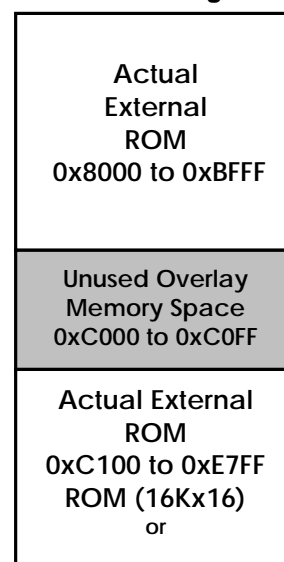 Actual
External
ROM
0x8000 to 0xBFFF
Unused Overlay
Memory Space
0xC000 to 0xC0FF
Actual External
ROM
0xC100 to 0xE7FF
ROM (16Kx16)
or